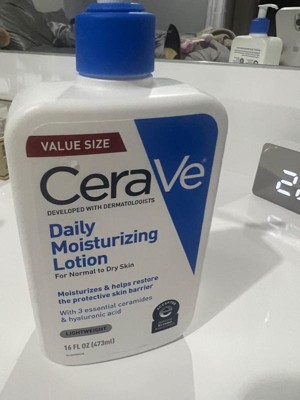 VALUE SIZE
CeraVe®
DEVELOPED WITH DERMATOLOGISTS
Daily
Moisturizing
Lotion
For Normal to Dry Skin
Moisturizes & helps restore
the protective skin barrier
With 3 essential ceramides
& hyaluronic acid
LIGHTWEIGHT
16 FL OZ (473ml)